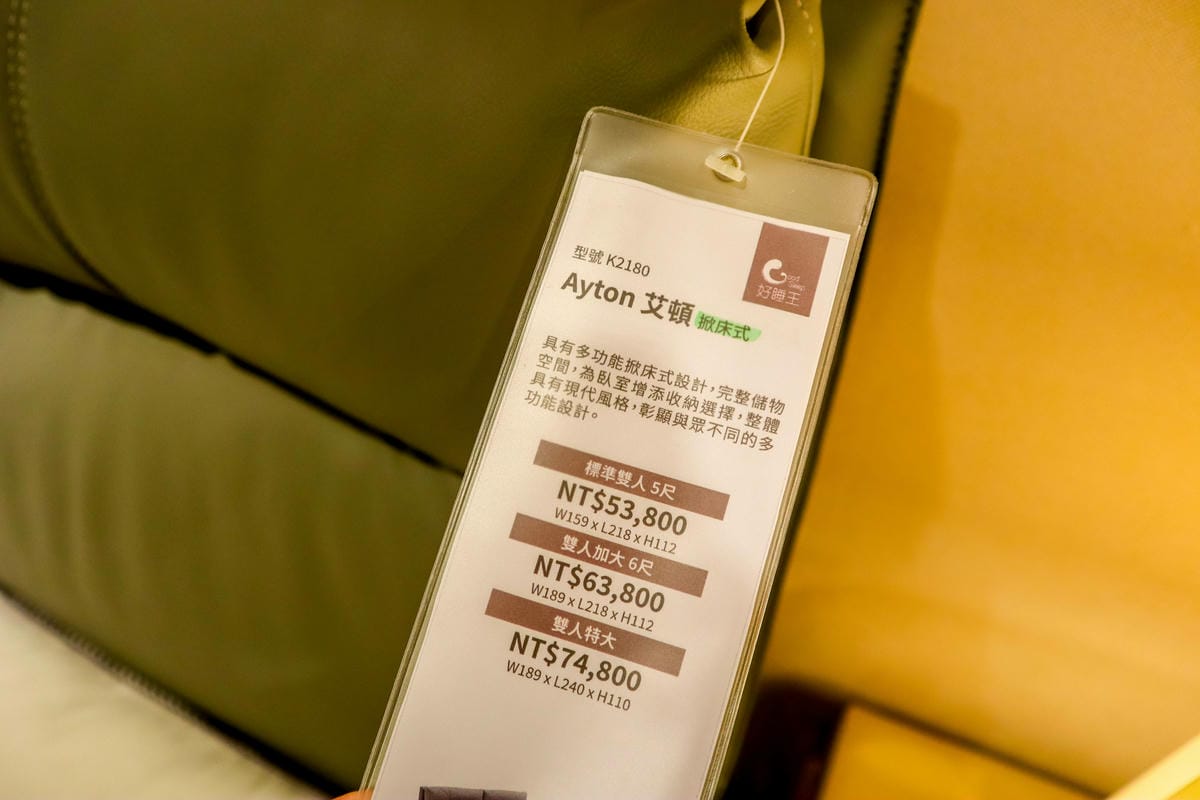 型號 K2180
Good
Sleep
好睡王
Ayton 艾頓 掀床式
具有多功能掀床式設計，完整儲物
空間，為臥室增添收納選擇，整體
具有現代風格，彰顯與眾不同的多
功能設計。
標準雙人 5尺
NT$53,800
W159 x L218 x H112
雙人加大 6尺
NT$63,800
W189 x L218 x H112
雙人特大
NT$74,800
W189 x L240 x H110